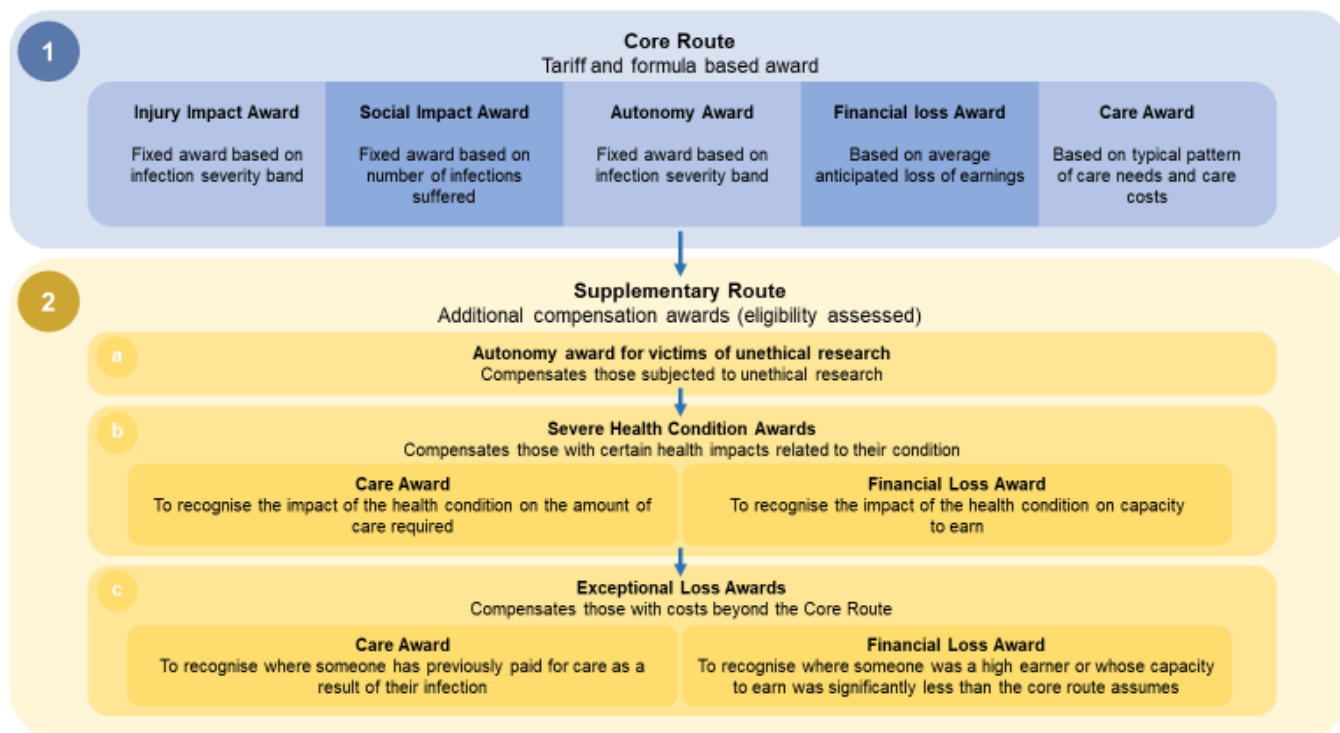 1
Core Route
Tariff and formula based award
Injury Impact Award
Fixed award based on
infection severity band
Social Impact Award
Fixed award based on
number of infections
suffered
Autonomy Award
Fixed award based on
infection severity band
Financial loss Award
Based on average
anticipated loss of earnings
Care Award
Based on typical pattern
of care needs and care
costs
2
Supplementary Route
Additional compensation awards (eligibility assessed)
a
Autonomy award for victims of unethical research
Compensates those subjected to unethical research
b
Severe Health Condition Awards
Compensates those with certain health impacts related to their condition
Care Award
To recognise the impact of the health condition on the amount of
care required
Financial Loss Award
To recognise the impact of the health condition on capacity
to earn
c
Exceptional Loss Awards
Compensates those with costs beyond the Core Route
Care Award
To recognise where someone has previously paid for care as a
result of their infection
Financial Loss Award
To recognise where someone was a high earner or whose capacity
to earn was significantly less than the core route assumes